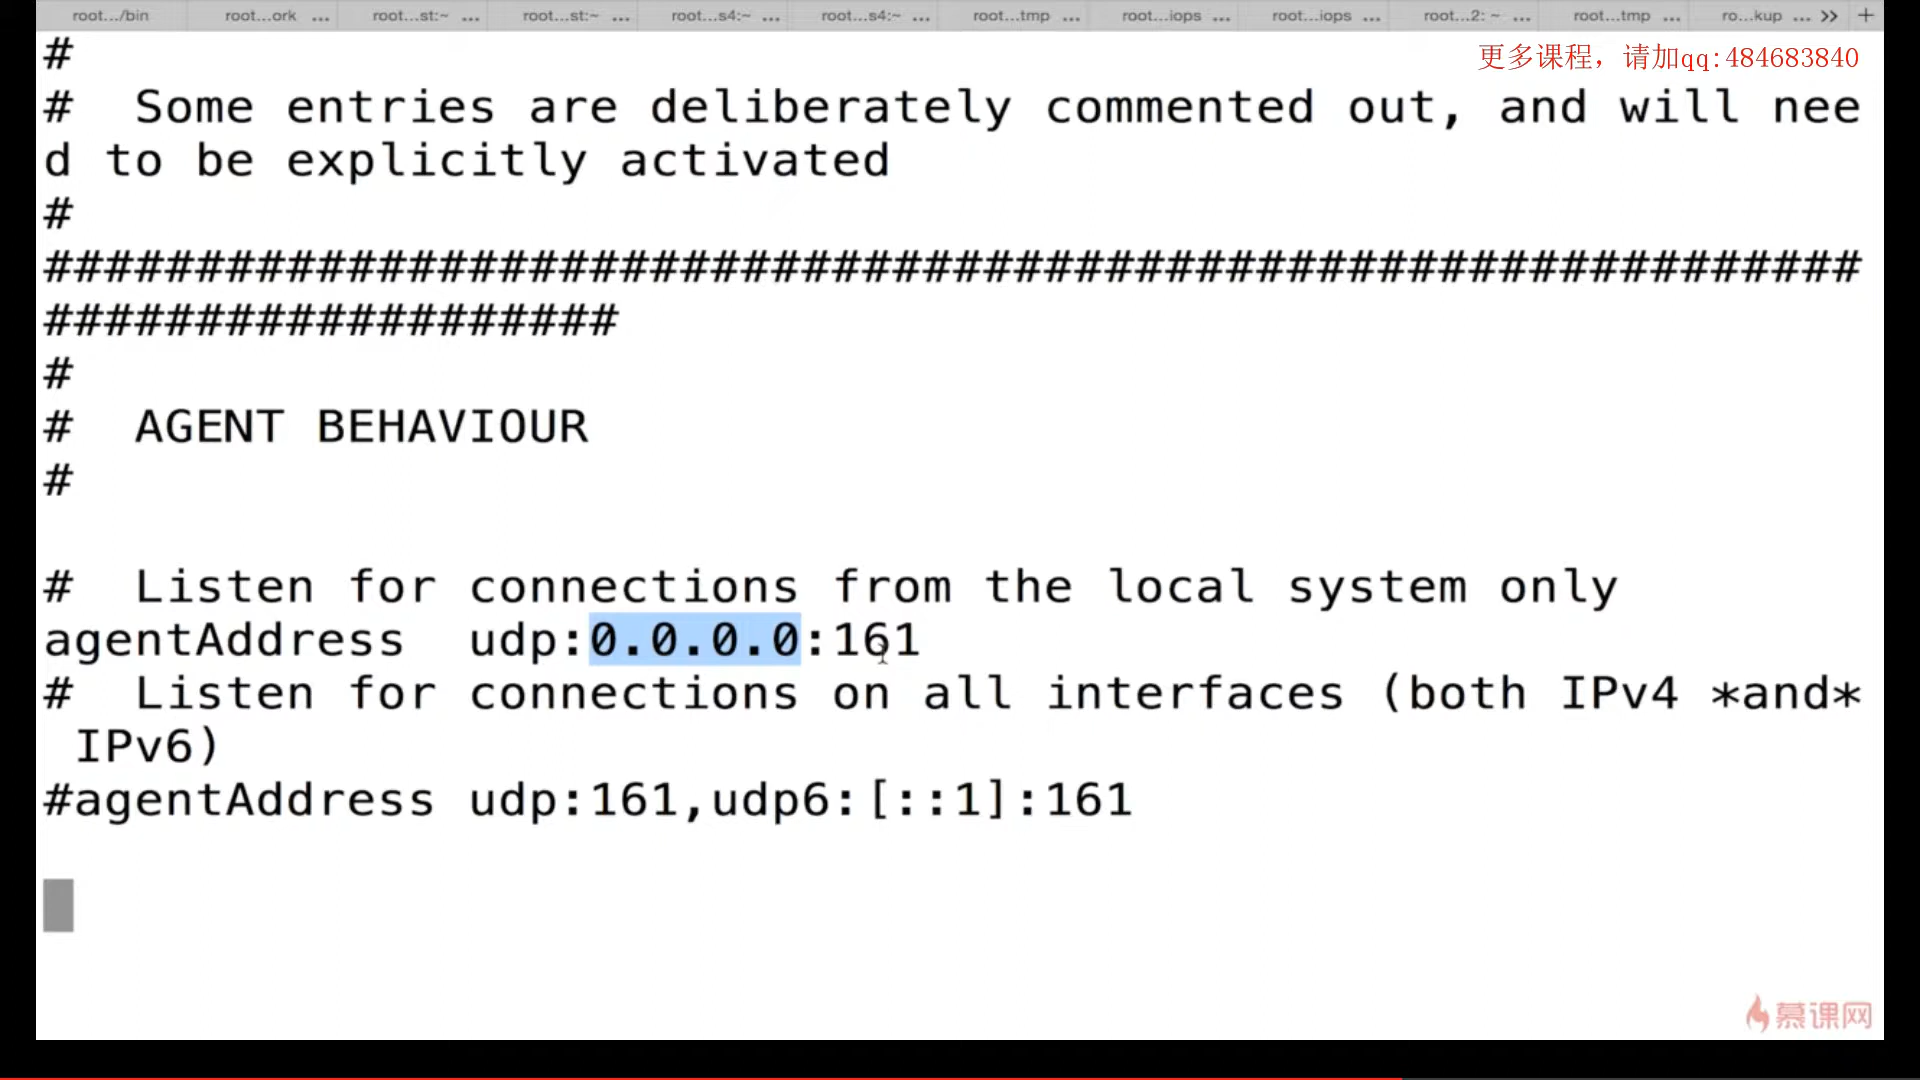 root.../bin root...ork ... root...st:~ ... root...st:~ ... root...s4:~ ... root...s4:~ ... root...tmp ... root...iops ... root...iops ... root...2: ~ ... root...tmp ... ro...kup ... >> +
更多课程，请加qq:484683840
#
#  Some entries are deliberately commented out, and will nee
d to be explicitly activated
#
############################################################
###################
#
#  AGENT BEHAVIOUR
#
#  Listen for connections from the local system only
agentAddress  udp:0.0.0.0:161
#  Listen for connections on all interfaces (both IPv4 *and*
 IPv6)
#agentAddress udp:161,udp6:[::1]:161
慕课网